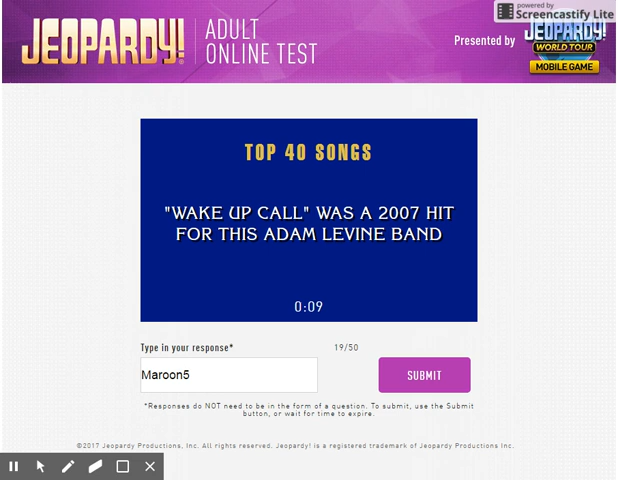 powered by
Screencastify Lite
JEOPARDY!
ADULT
ONLINE TEST
Presented by
JEOPARDY!
WORLD TOUR
MOBILE GAME
TOP 40 SONGS
"WAKE UP CALL" WAS A 2007 HIT
FOR THIS ADAM LEVINE BAND
0:09
Type in your response*
19/50
Maroon5
SUBMIT
*Responses do NOT need to be in the form of a question. To submit, use the Submit
button, or wait for time to expire.
©2017 Jeopardy Productions, Inc. All rights reserved. Jeopardy! is a registered trademark of Jeopardy Productions Inc.